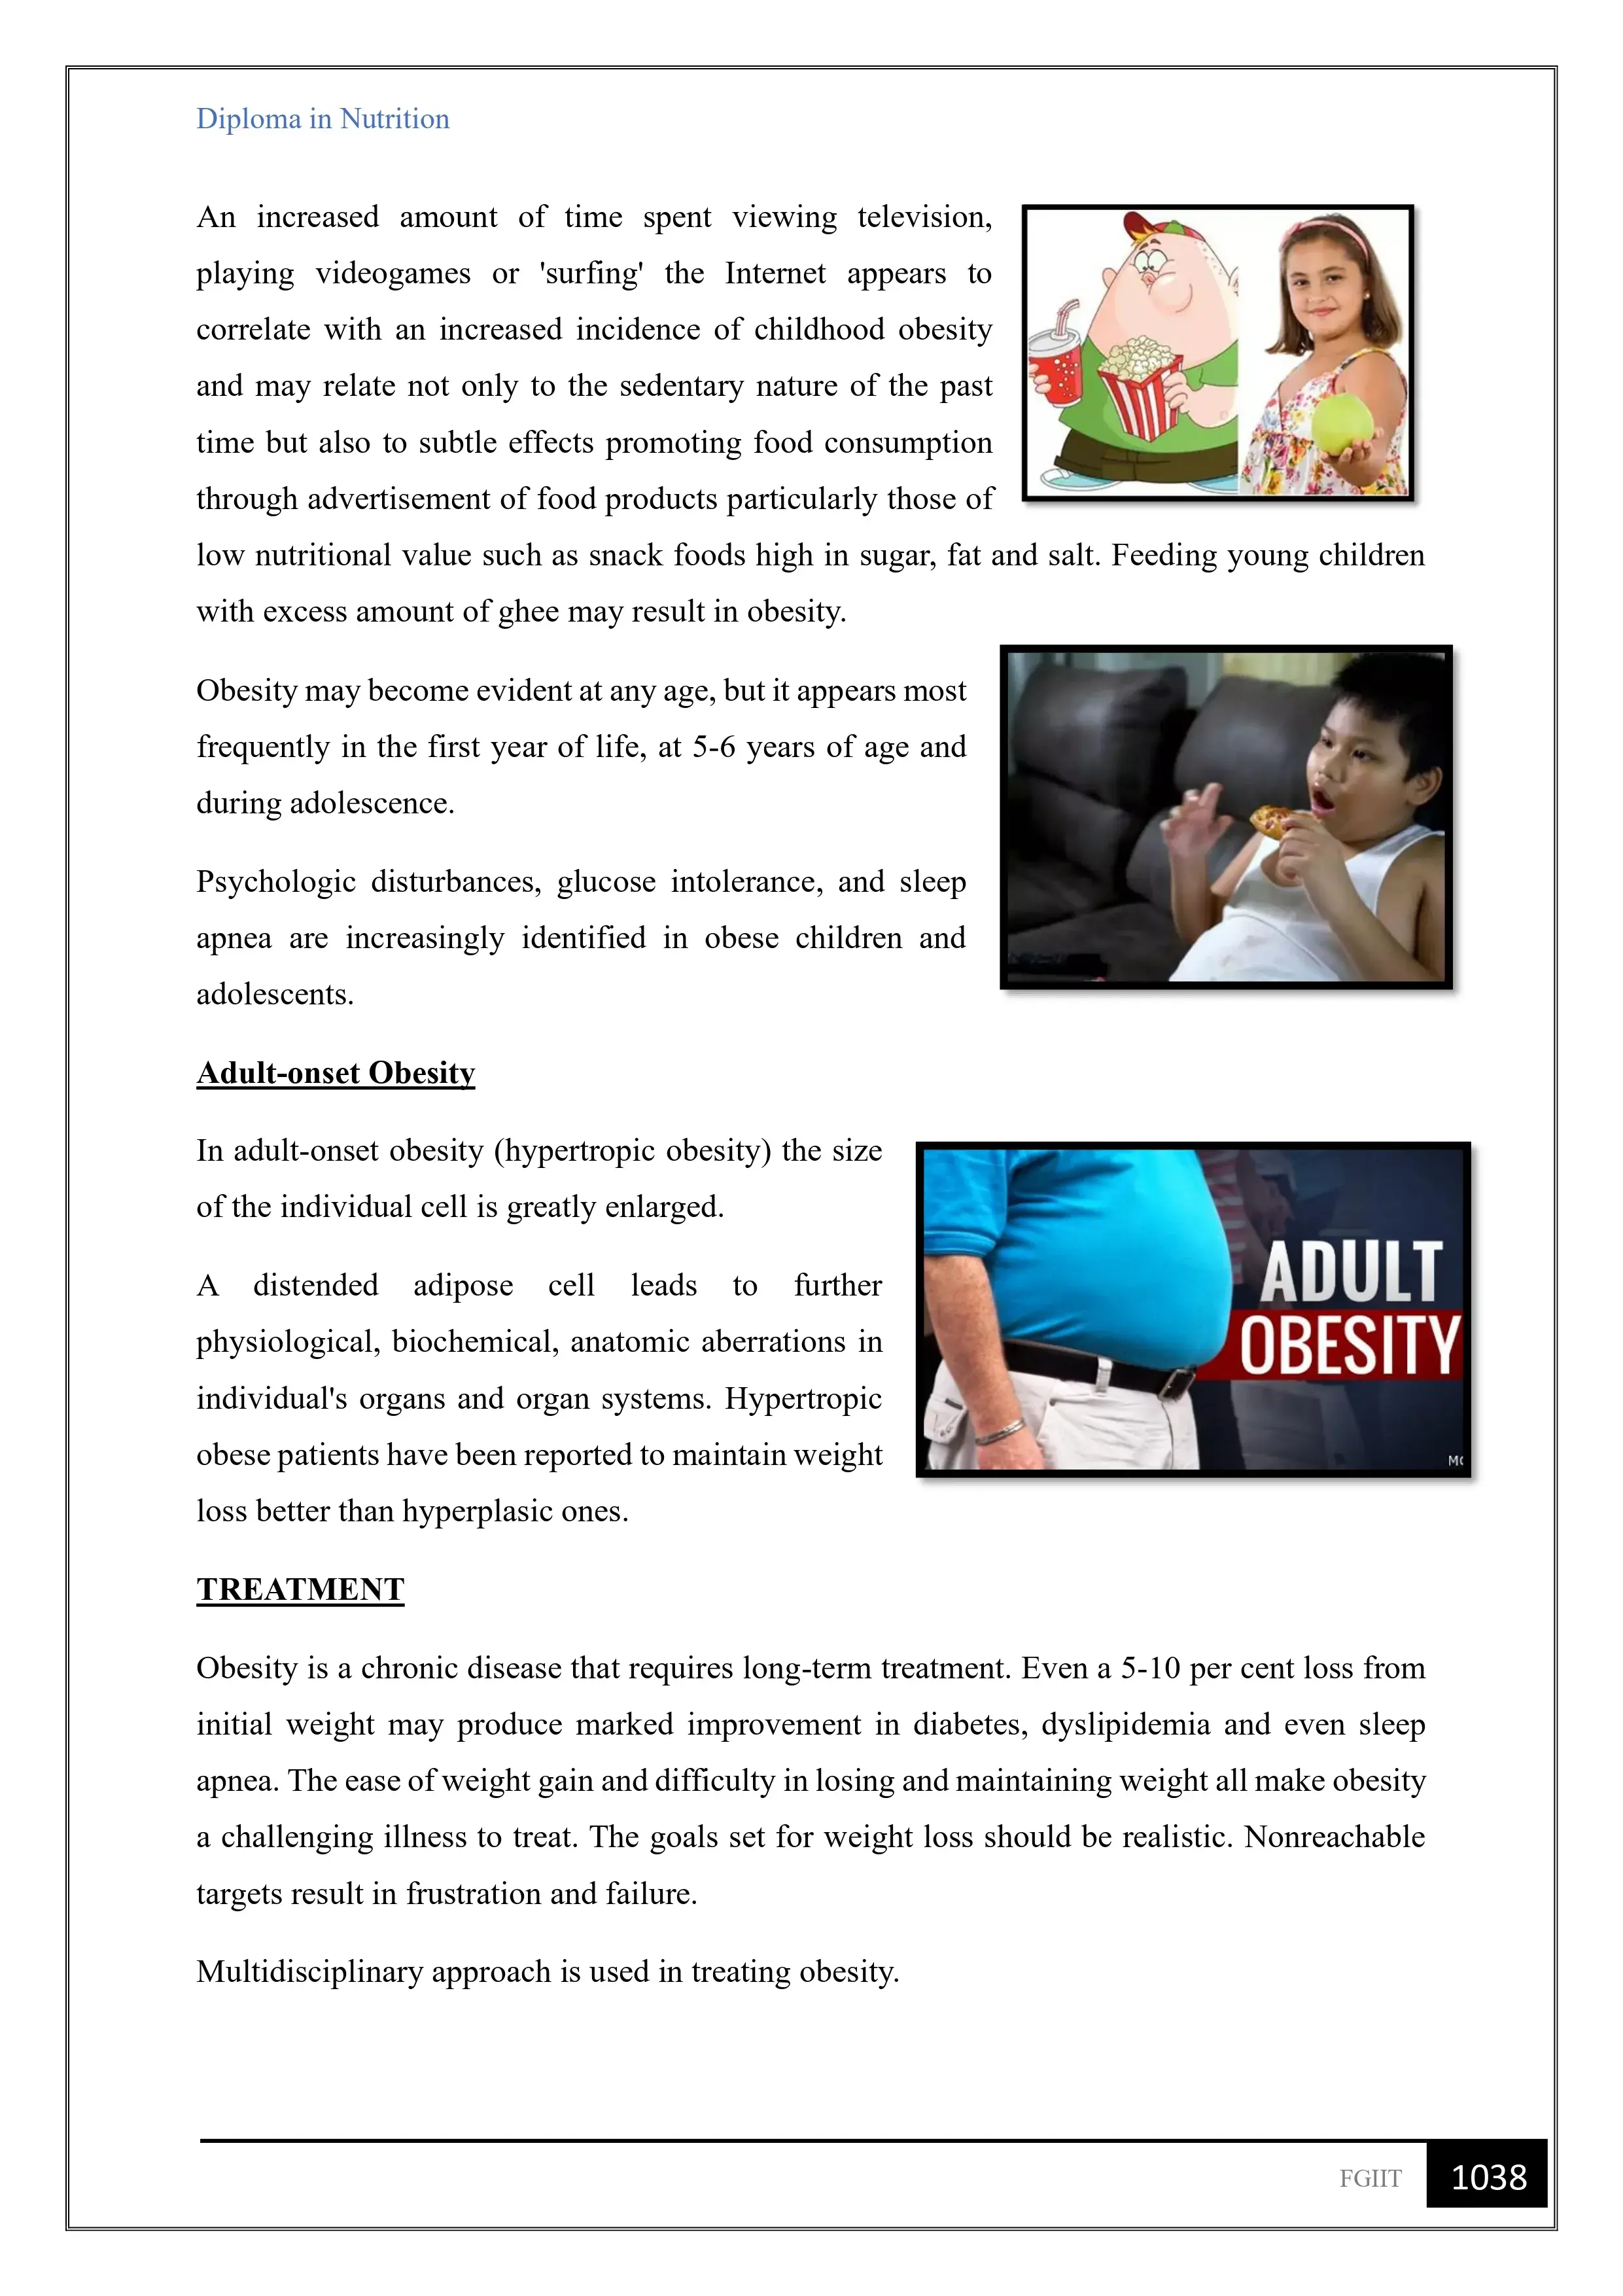 Diploma in Nutrition
An increased amount of time spent viewing television,
playing videogames or 'surfing' the Internet appears to
correlate with an increased incidence of childhood obesity
and may relate not only to the sedentary nature of the past
time but also to subtle effects promoting food consumption
through advertisement of food products particularly those of
low nutritional value such as snack foods high in sugar, fat and salt. Feeding young children
with excess amount of ghee may result in obesity.
Obesity may become evident at any age, but it appears most
frequently in the first year of life, at 5-6 years of age and
during adolescence.
Psychologic disturbances, glucose intolerance, and sleep
apnea are increasingly identified in obese children and
adolescents.
Adult-onset Obesity
In adult-onset obesity (hypertropic obesity) the size
of the individual cell is greatly enlarged.
A distended adipose cell leads to further
physiological, biochemical, anatomic aberrations in
individual's organs and organ systems. Hypertropic
obese patients have been reported to maintain weight
loss better than hyperplasic ones.
ADULT
OBESITY
MC
TREATMENT
Obesity is a chronic disease that requires long-term treatment. Even a 5-10 per cent loss from
initial weight may produce marked improvement in diabetes, dyslipidemia and even sleep
apnea. The ease of weight gain and difficulty in losing and maintaining weight all make obesity
a challenging illness to treat. The goals set for weight loss should be realistic. Nonreachable
targets result in frustration and failure.
Multidisciplinary approach is used in treating obesity.
FGIIT 1038